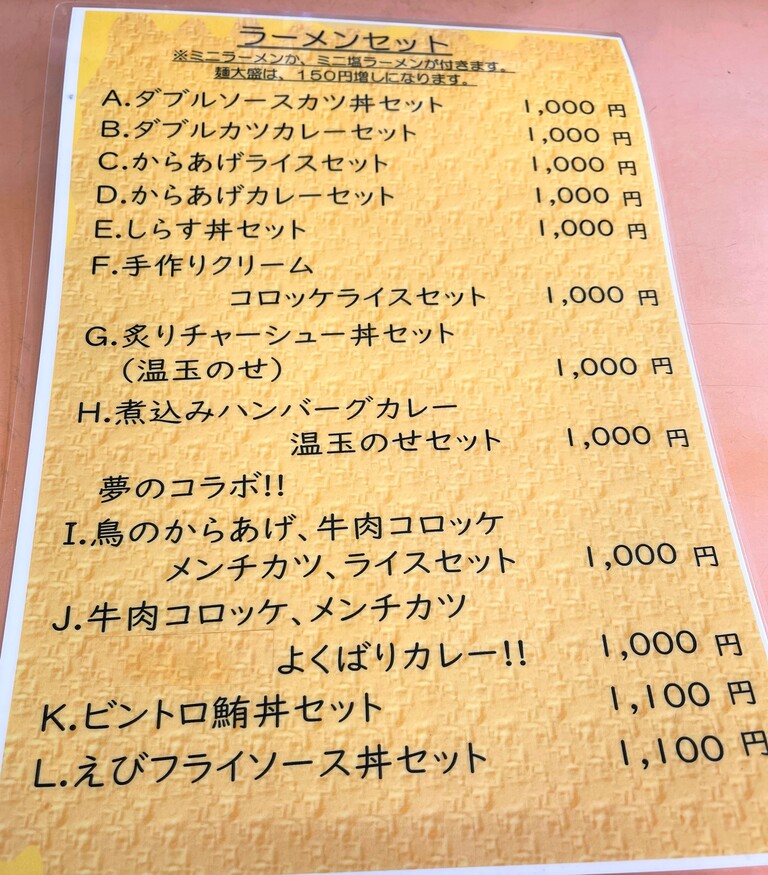 ラーメンセット
※ミニラーメンか、ミニ塩ラーメンが付きます。
麺大盛は、150円増しになります。
A.ダブルソースカツ丼セット 1,000 円
B.ダブルカツカレーセット 1,000 円
C.からあげライスセット 1,000 円
D.からあげカレーセット 1,000 円
E.しらす丼セット 1,000 円
F.手作りクリーム
コロッケライスセット 1,000 円
G.炙りチャーシュー丼セット
(温玉のせ) 1,000 円
H.煮込みハンバーグカレー
温玉のせセット 1,000 円
夢のコラボ!!
I.鳥のからあげ、牛肉コロッケ
メンチカツ、ライスセット 1,000 円
J.牛肉コロッケ、メンチカツ
よくばりカレー!! 1,000 円
K.ビントロ鮪丼セット 1,100 円
L.えびフライソース丼セット 1,100 円